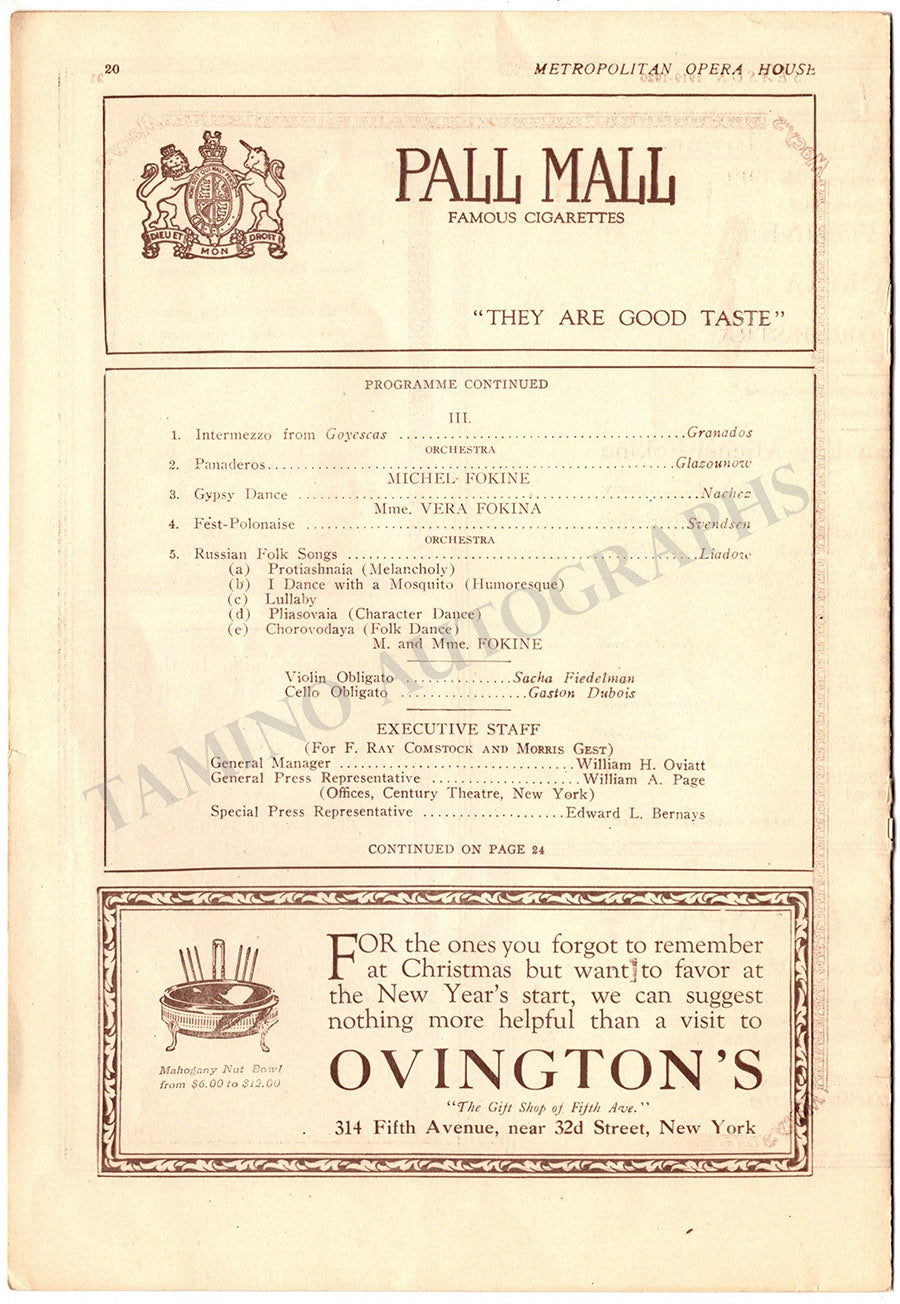 20 METROPOLITAN OPERA HOUSE
DIEU ET MON DROIT
PALL MALL
FAMOUS CIGARETTES
"THEY ARE GOOD TASTE"
PROGRAMME CONTINUED
III.
1. Intermezzo from Goyescas ........................................Granados
ORCHESTRA
2. Panaderos.........................................................Glazounow
MICHEL FOKINE
3. Gypsy Dance ......................................................Nachez
Mme. VERA FOKINA
4. Fest-Polonaise ....................................................Svendsen
ORCHESTRA
5. Russian Folk Songs ................................................Liadow
(a) Protiashnaia (Melancholy)
(b) I Dance with a Mosquito (Humoresque)
(c) Lullaby
(d) Pliasovaia (Character Dance)
(e) Chorovodaya (Folk Dance)
M. and Mme. FOKINE
Violin Obligato ...............Sacha Fiedelman
Cello Obligato ..................Gaston Dubois
EXECUTIVE STAFF
(For F. RAY COMSTOCK AND MORRIS GEST)
General Manager .................................William H. Oviatt
General Press Representative .....................William A. Page
(Offices, Century Theatre, New York)
Special Press Representative ....................Edward L. Bernays
CONTINUED ON PAGE 24
FOR the ones you forgot to remember
at Christmas but want to favor at
the New Year's start, we can suggest
nothing more helpful than a visit to
OVINGTON'S
"The Gift Shop of Fifth Ave."
314 Fifth Avenue, near 32d Street, New York
Mahogany Nut Bowl
from $6.00 to $12.00
TAMINO AUTOGRAPHS